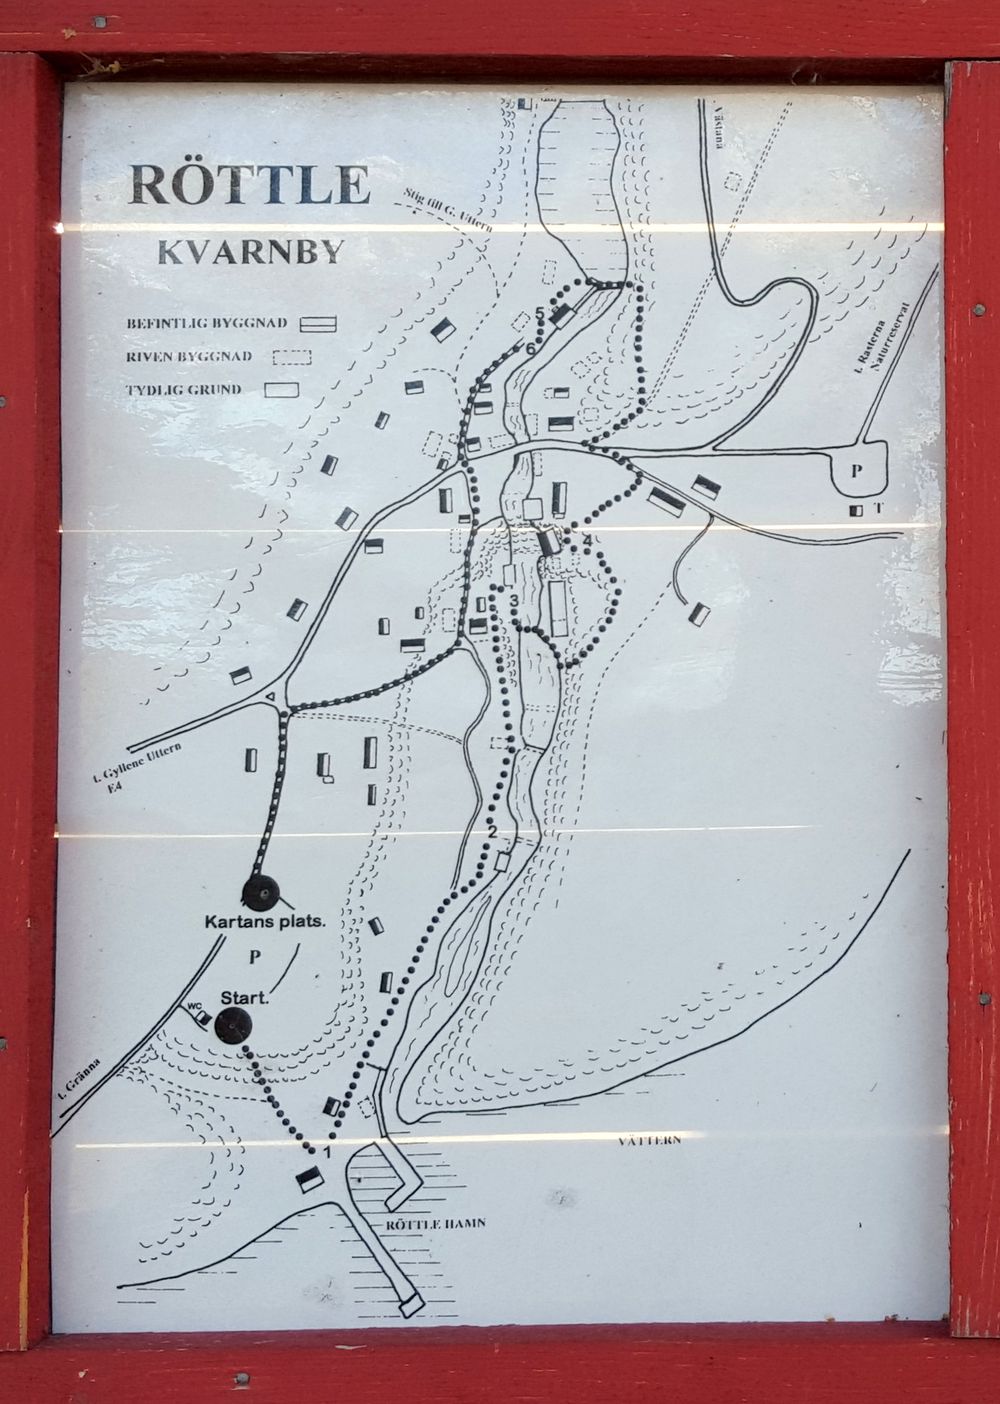 RÖTTLE
KVARNBY
BEFINTLIG BYGGNAD
RIVEN BYGGNAD
TYDLIG GRUND
Stig till G. Uttern
Västanå
t. Rasterna
Naturreservat
5
6
P
T
4
3
t. Gyllene Uttern
E4
2
Kartans plats.
P
Start.
WC
t. Gränna
1
VÄTTERN
RÖTTLE HAMN